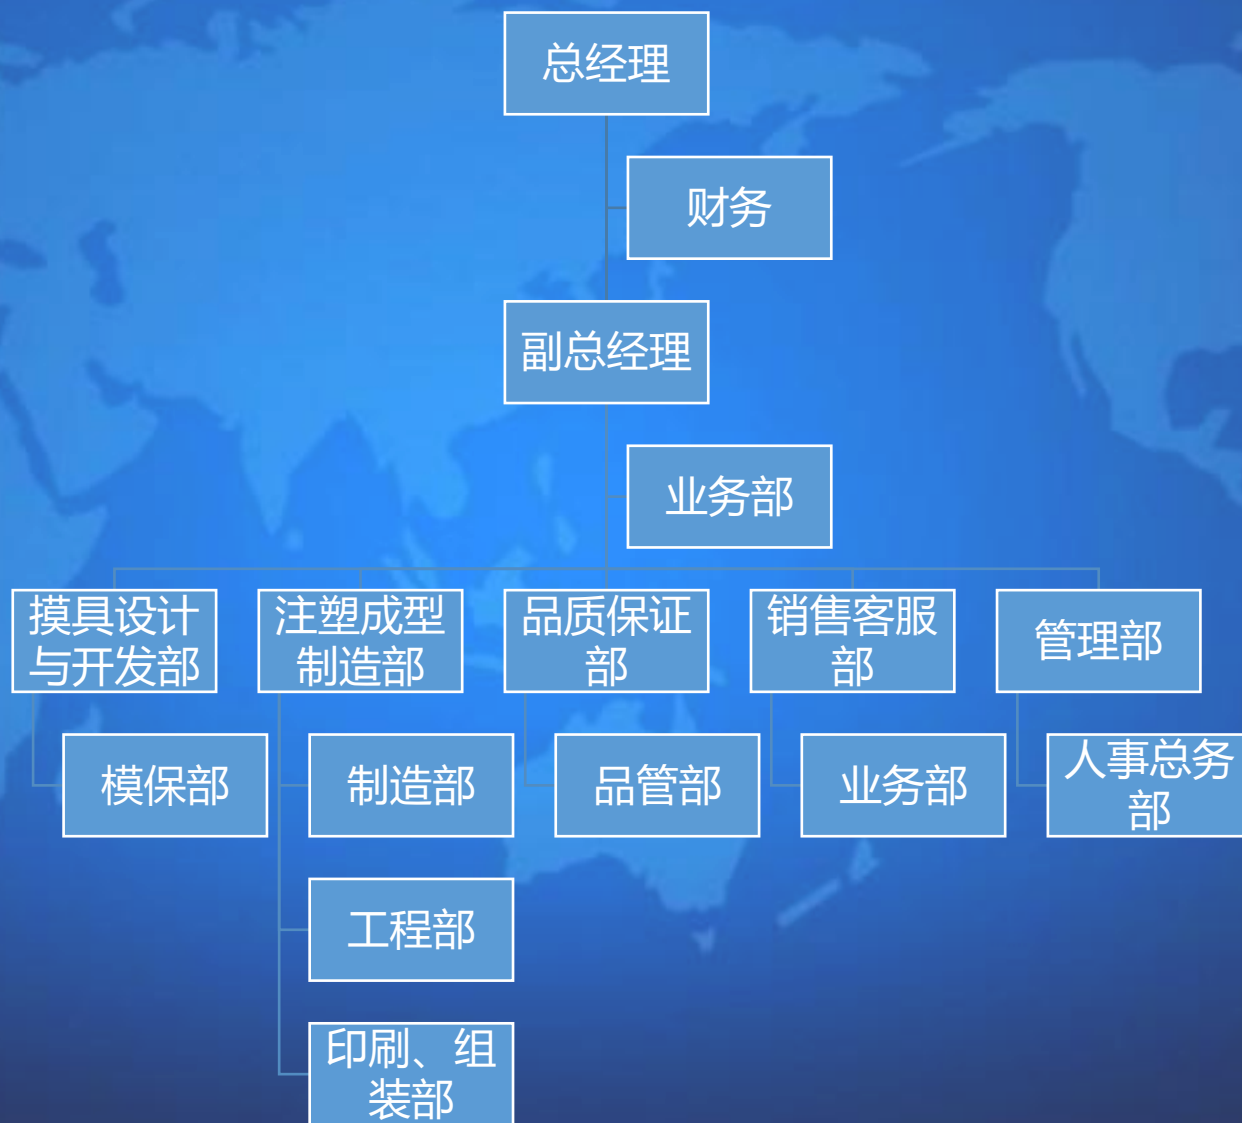 总经理
财务
副总经理
业务部
摸具设计
与开发部
注塑成型
制造部
品质保证
部
销售客服
部
管理部
模保部
制造部
品管部
业务部
人事总务
部
工程部
印刷、组
装部